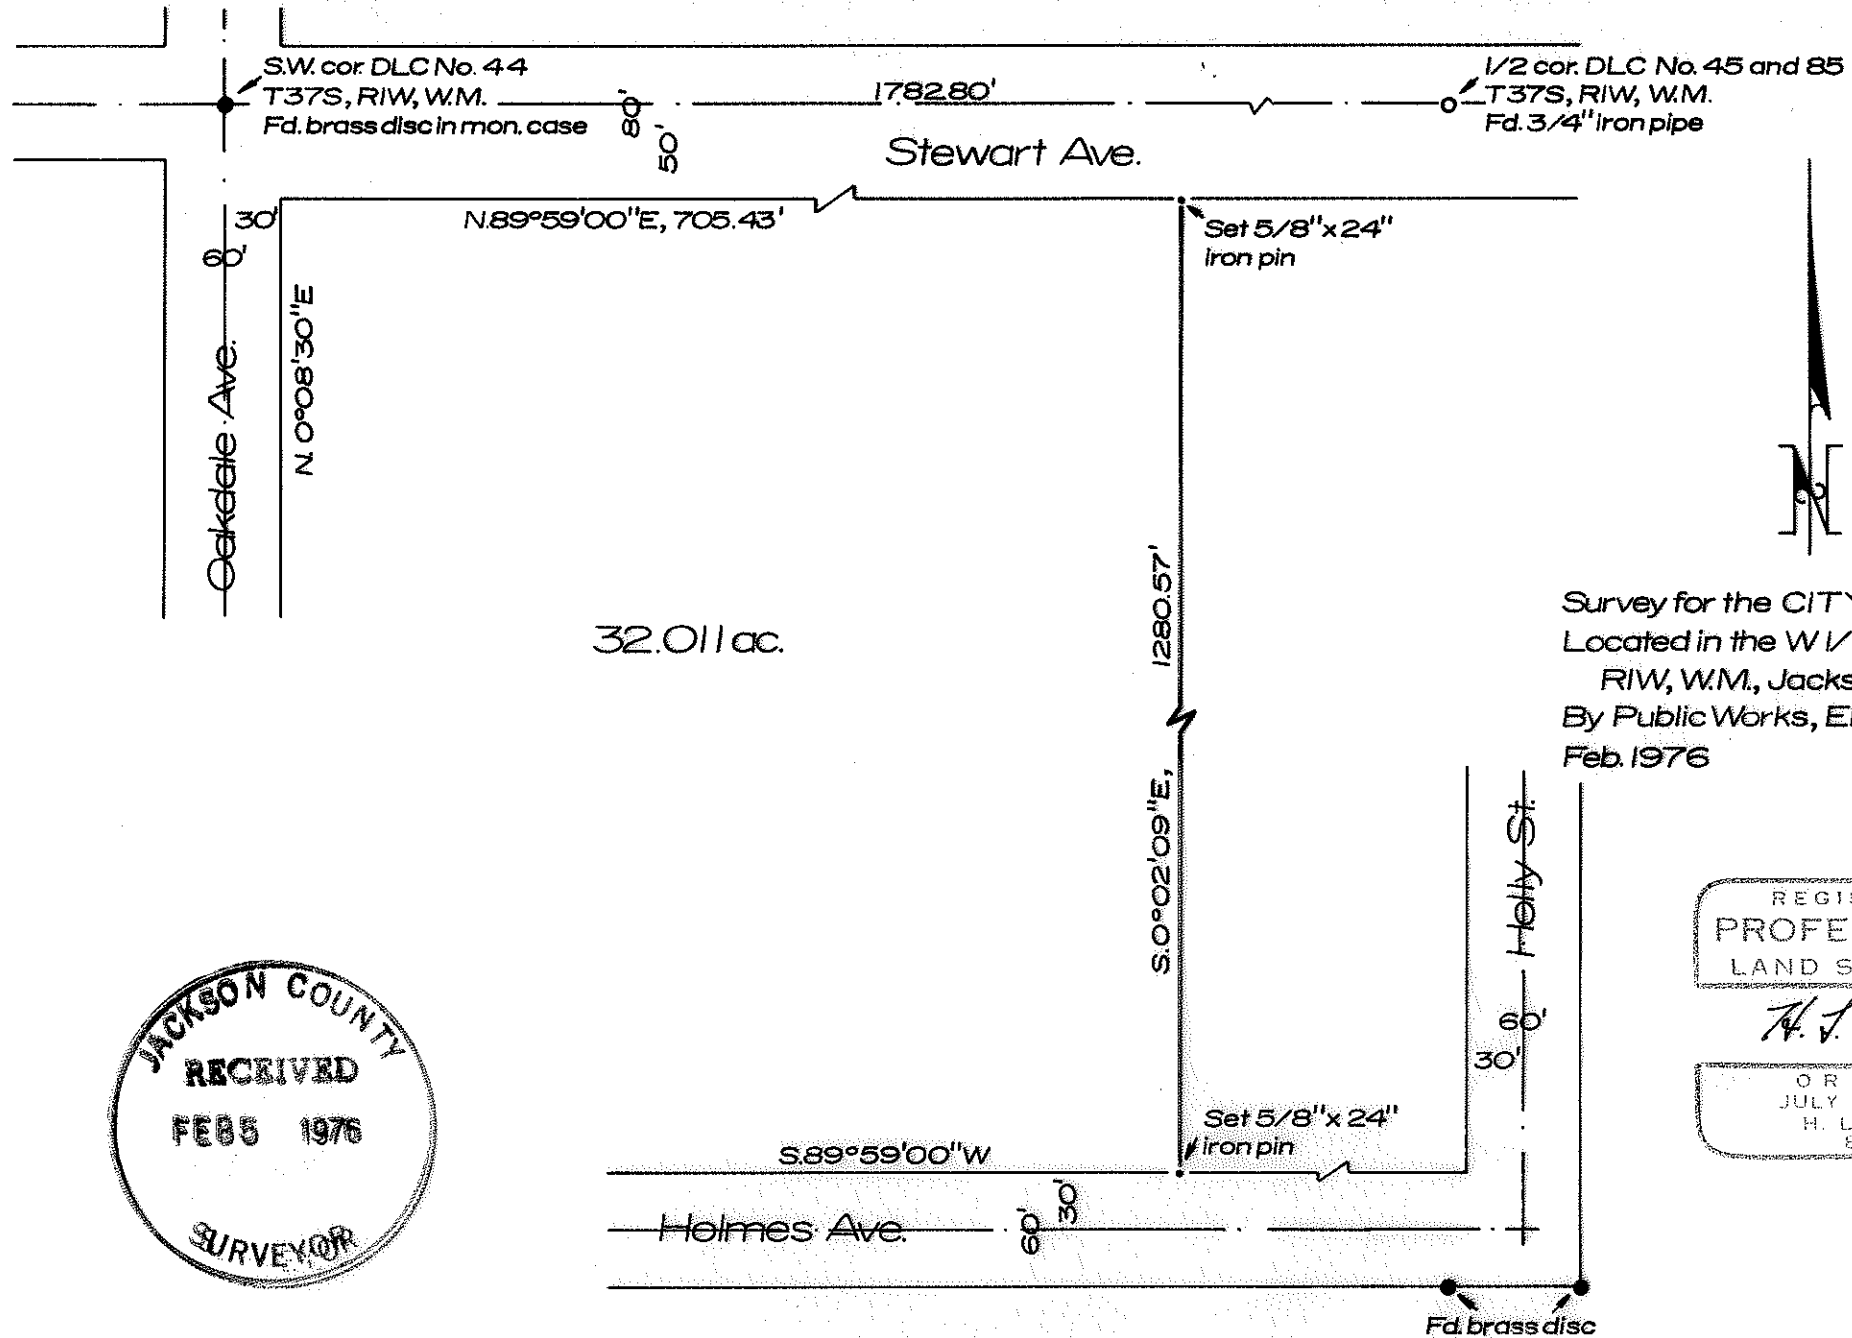 S.W. cor. DLC No. 44
T37S, R1W, W.M.
Fd. brass disc in mon. case
80'
50'
1782.80'
1/2 cor. DLC No. 45 and 85
T37S, R1W, W.M.
Fd. 3/4" iron pipe
Stewart Ave.
30'
60'
N.89°59'00"E, 705.43'
Set 5/8"x 24"
iron pin
N. 0°08'30"E
Oakdale Ave.
N
32.011 ac.
1280.57'
S.0°02'09"E,
Survey for the CITY
Located in the W 1/
R1W, W.M., Jacks
By Public Works, E
Feb. 1976
Holly St.
60'
30'
REGI
PROFE
LAND S
H.
OR
JULY
H. L
JACKSON COUNTY
RECEIVED
FEB 5 1976
SURVEYOR
Set 5/8"x 24"
iron pin
S.89°59'00"W
Holmes Ave.
60'
30'
Fd. brass disc